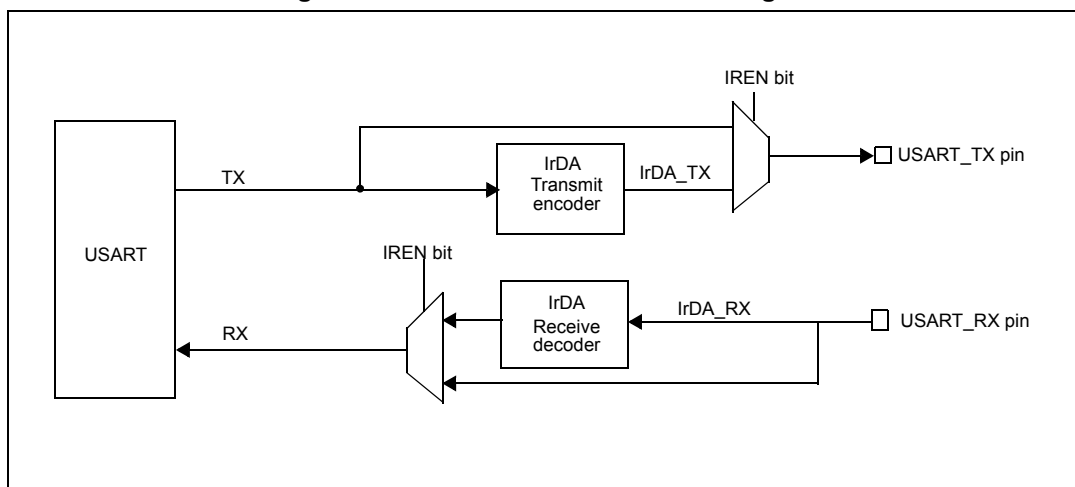 IREN bit
TX
IrDA
Transmit
encoder
IrDA_TX
USART_TX pin
USART
IREN bit
RX
IrDA
Receive
decoder
IrDA_RX
USART_RX pin